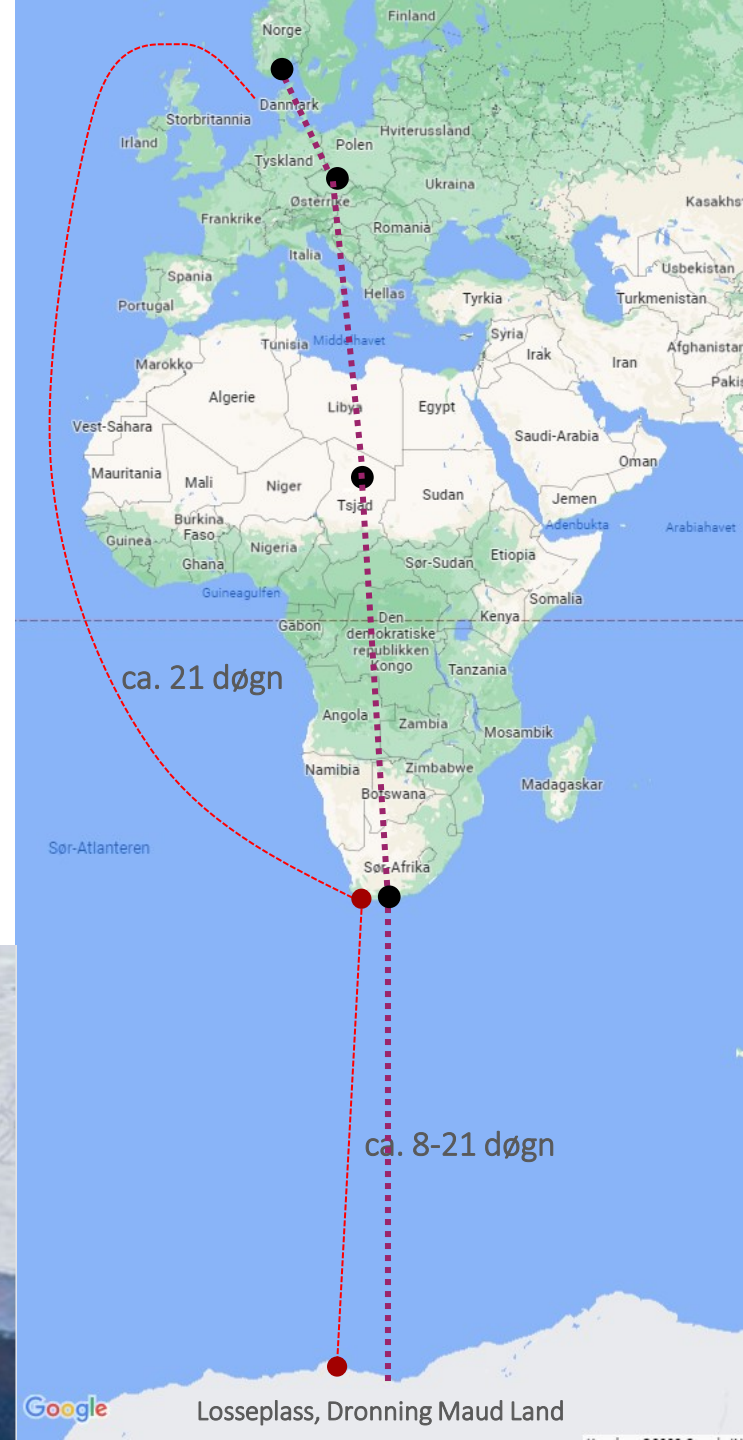 Finland
Norge
Danmark
Storbritannia
Irland
Hviterussland
Polen
Tyskland
Ukraina
Østerrike
Kasakhs
Frankrike
Romania
Italia
Usbekistan
Spania
Hellas
Tyrkia
Turkmenistan
Portugal
Syria
Tunisia
Middelhavet
Afghanistan
Irak
Iran
Marokko
Pakis
Algerie
Libya
Egypt
Vest-Sahara
Saudi-Arabia
Oman
Mauritania
Mali
Niger
Sudan
Jemen
Tsjad
Burkina
Faso
Adenbukta
Arabiahavet
Guinea
Nigeria
Ghana
Sør-Sudan
Etiopia
Guineagulfen
Somalia
Gabon
Den
demokratiske
republikken
Kongo
Kenya
ca. 21 døgn
Tanzania
Angola
Zambia
Mosambik
Namibia
Zimbabwe
Botswana
Madagaskar
Sør-Atlanteren
Sør-Afrika
ca. 8-21 døgn
Google
Losseplass, Dronning Maud Land